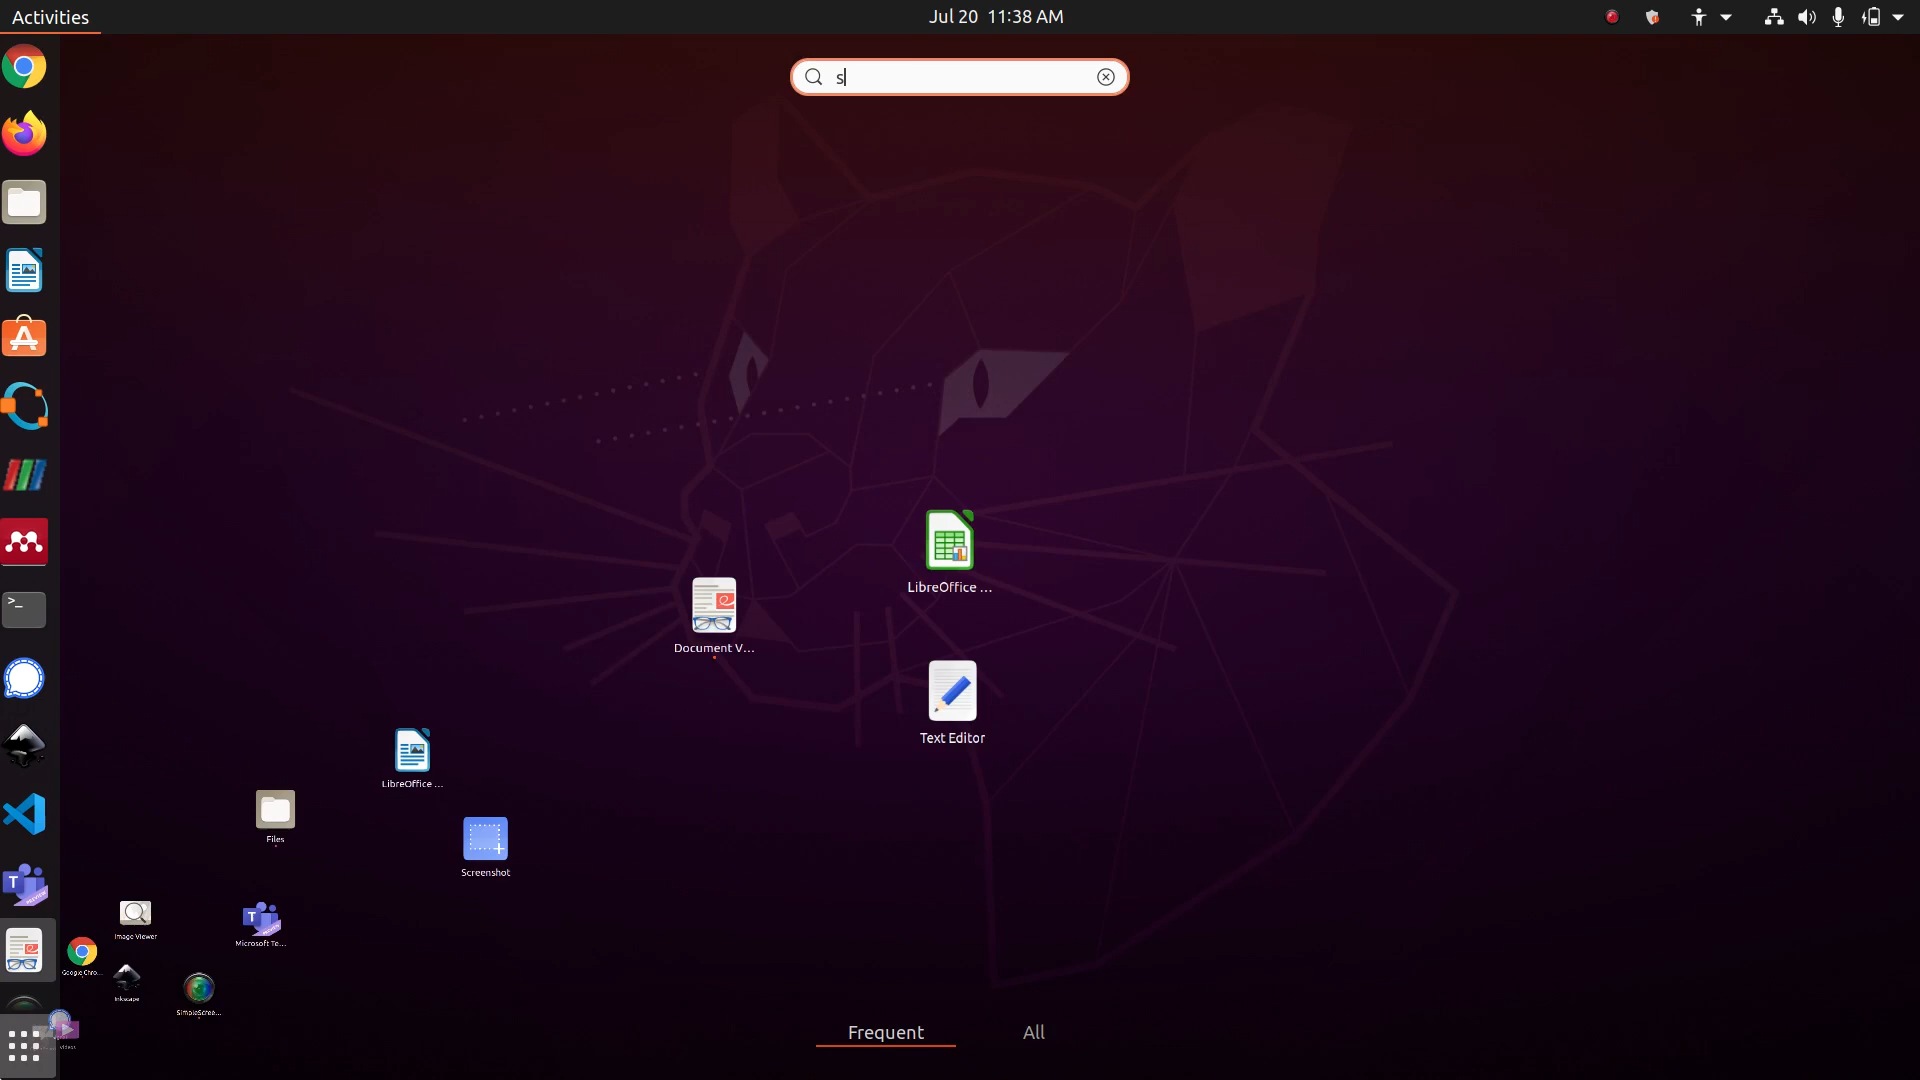 Activities
Jul 20 11:38 AM
s
LibreOffice ...
Document V...
Text Editor
LibreOffice ...
Files
Screenshot
Image Viewer
Microsoft Te...
Google Chro...
Inkscape
SimpleScree...
Frequent
All